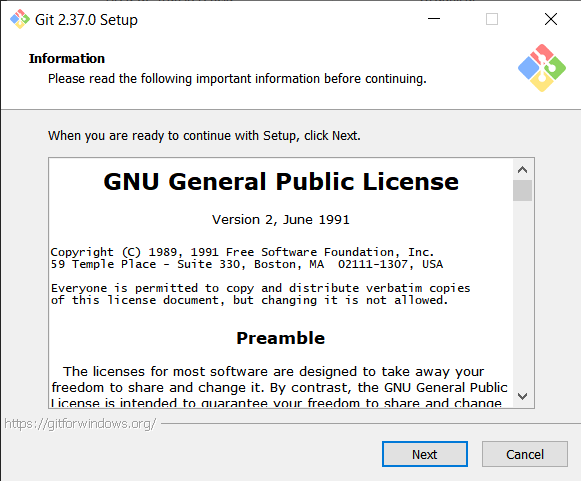 Git 2.37.0 Setup
Information
Please read the following important information before continuing.
When you are ready to continue with Setup, click Next.
GNU General Public License
Version 2, June 1991
Copyright (C) 1989, 1991 Free Software Foundation, Inc.
59 Temple Place - Suite 330, Boston, MA  02111-1307, USA
Everyone is permitted to copy and distribute verbatim copies
of this license document, but changing it is not allowed.
Preamble
The licenses for most software are designed to take away your
freedom to share and change it. By contrast, the GNU General Public
License is intended to guarantee your freedom to share and change
https://gitforwindows.org/
Next
Cancel